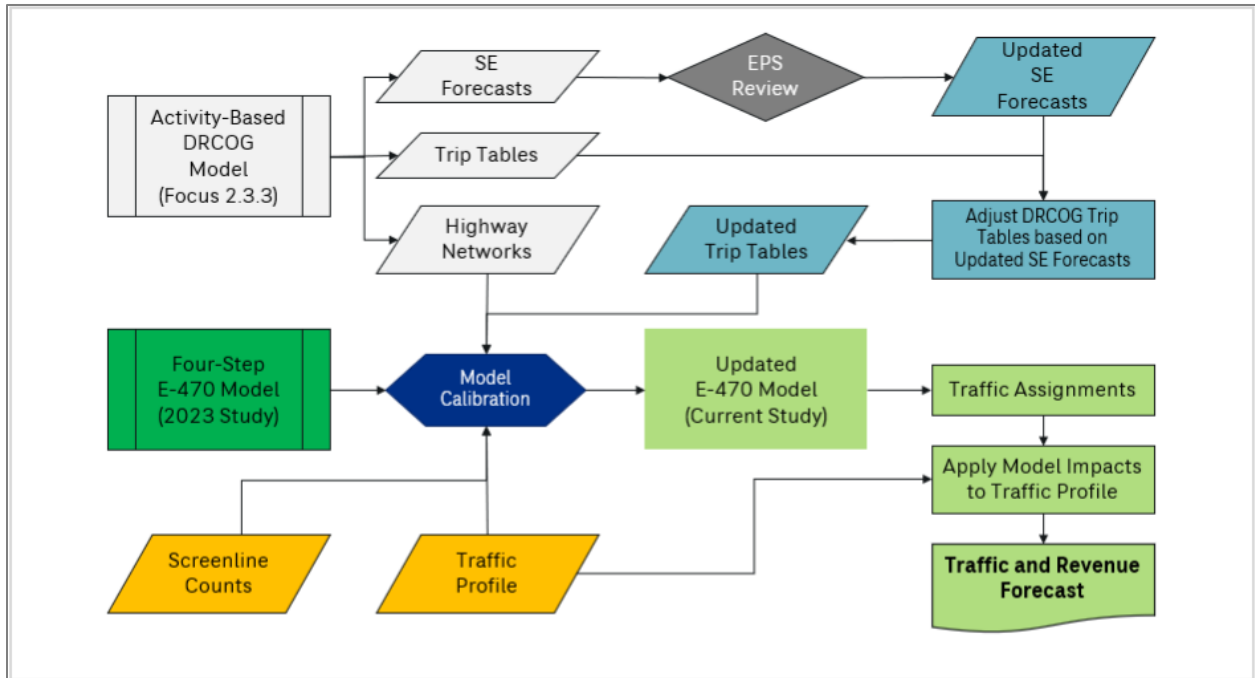 SE
Forecasts
EPS
Review
Updated
SE
Forecasts
Activity-Based
DRCOG
Model
(Focus 2.3.3)
Trip Tables
Highway
Networks
Updated
Trip Tables
Adjust DRCOG Trip
Tables based on
Updated SE Forecasts
Four-Step
E-470 Model
(2023 Study)
Model
Calibration
Updated
E-470 Model
(Current Study)
Traffic Assignments
Apply Model Impacts
to Traffic Profile
Screenline
Counts
Traffic
Profile
Traffic and Revenue
Forecast